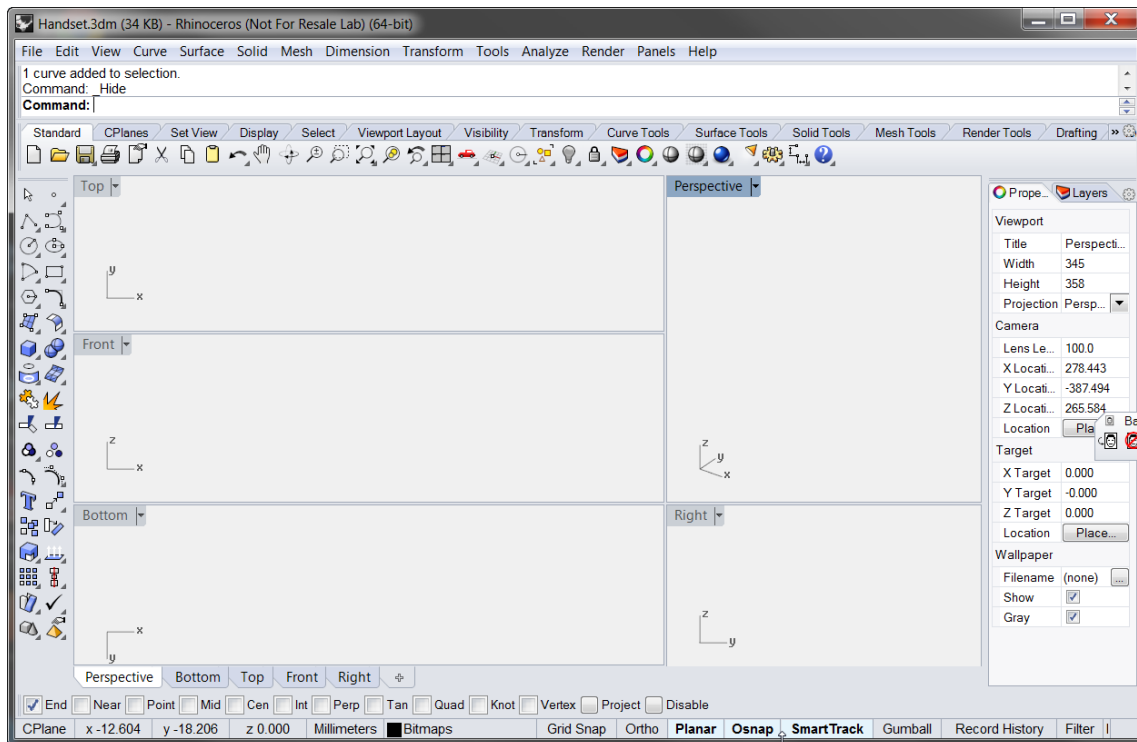 Handset.3dm (34 KB) - Rhinoceros (Not For Resale Lab) (64-bit)
File Edit View Curve Surface Solid Mesh Dimension Transform Tools Analyze Render Panels Help
1 curve added to selection.
Command: _Hide
Command:
Standard CPlanes Set View Display Select Viewport Layout Visibility Transform Curve Tools Surface Tools Solid Tools Mesh Tools Render Tools Drafting »
Top
y
x
Front
z
x
Bottom
x
y
Perspective
z
y
x
Right
z
y
Prope... Layers
Viewport
Title Perspecti...
Width 345
Height 358
Projection Persp...
Camera
Lens Le... 100.0
X Locati... 278.443
Y Locati... -387.494
Z Locati... 265.584
Location
Target
X Target 0.000
Y Target -0.000
Z Target 0.000
Location Place...
Wallpaper
Filename (none) ...
Show
Gray
Perspective Bottom Top Front Right
End Near Point Mid Cen Int Perp Tan Quad Knot Vertex Project Disable
CPlane x -12.604 y -18.206 z 0.000 Millimeters Bitmaps Grid Snap Ortho Planar Osnap SmartTrack Gumball Record History Filter